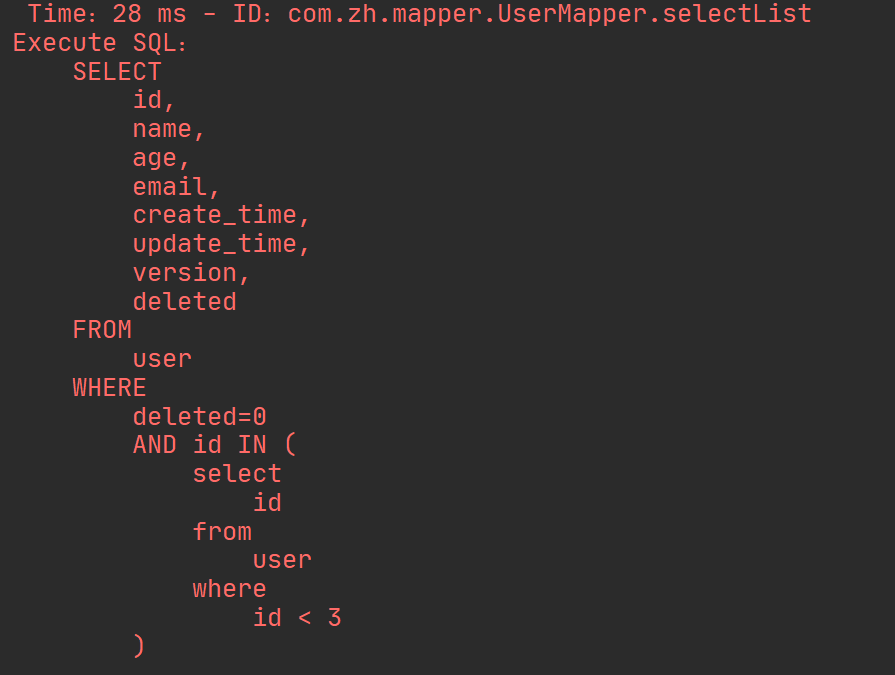 Time：28 ms - ID：com.zh.mapper.UserMapper.selectList
Execute SQL：
    SELECT
        id,
        name,
        age,
        email,
        create_time,
        update_time,
        version,
        deleted
    FROM
        user
    WHERE
        deleted=0
        AND id IN (
            select
                id
            from
                user
            where
                id < 3
        )